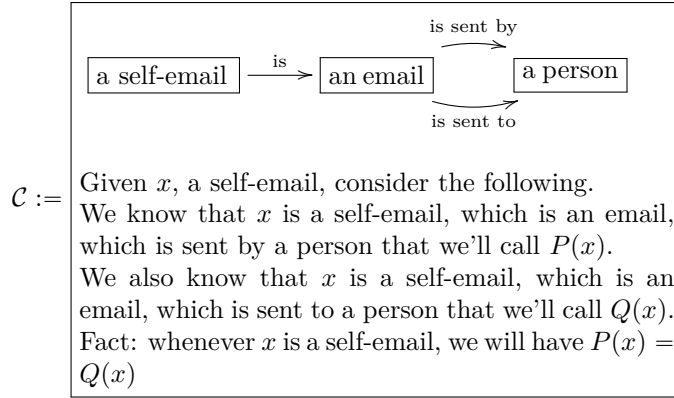 is sent by
a self-email is an email a person
is sent to
Given x, a self-email, consider the following.
We know that x is a self-email, which is an email,
which is sent by a person that we'll call P(x).
C := We also know that x is a self-email, which is an
email, which is sent to a person that we'll call Q(x).
Fact: whenever x is a self-email, we will have P(x) =
Q(x)